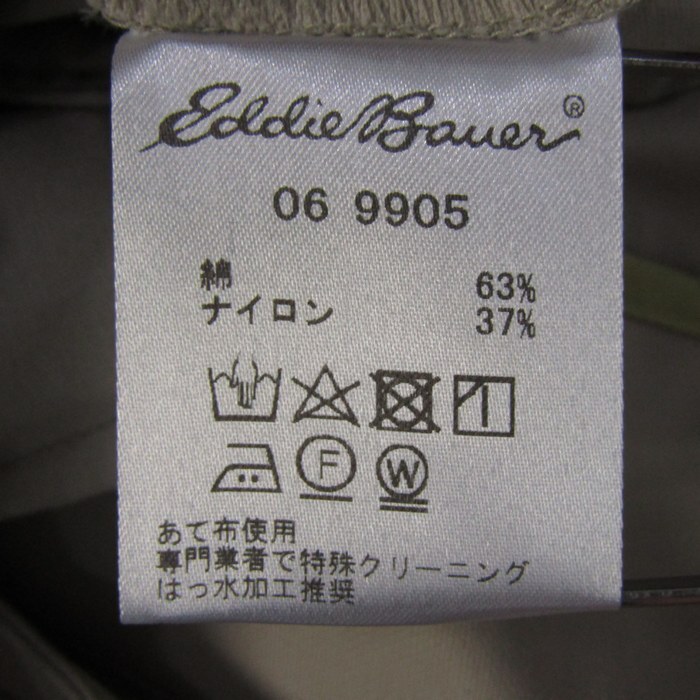 Eddie Bauer®
06 9905
綿 63%
ナイロン 37%
F W
あて布使用
専門業者で特殊クリーニング
はっ水加工推奨